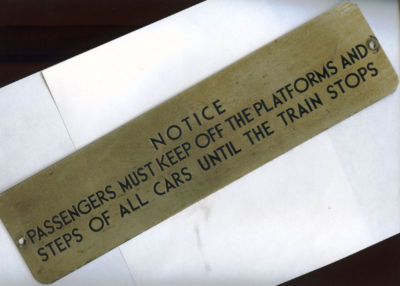 NOTICE
PASSENGERS MUST KEEP OFF THE PLATFORMS AND
STEPS OF ALL CARS UNTIL THE TRAIN STOPS